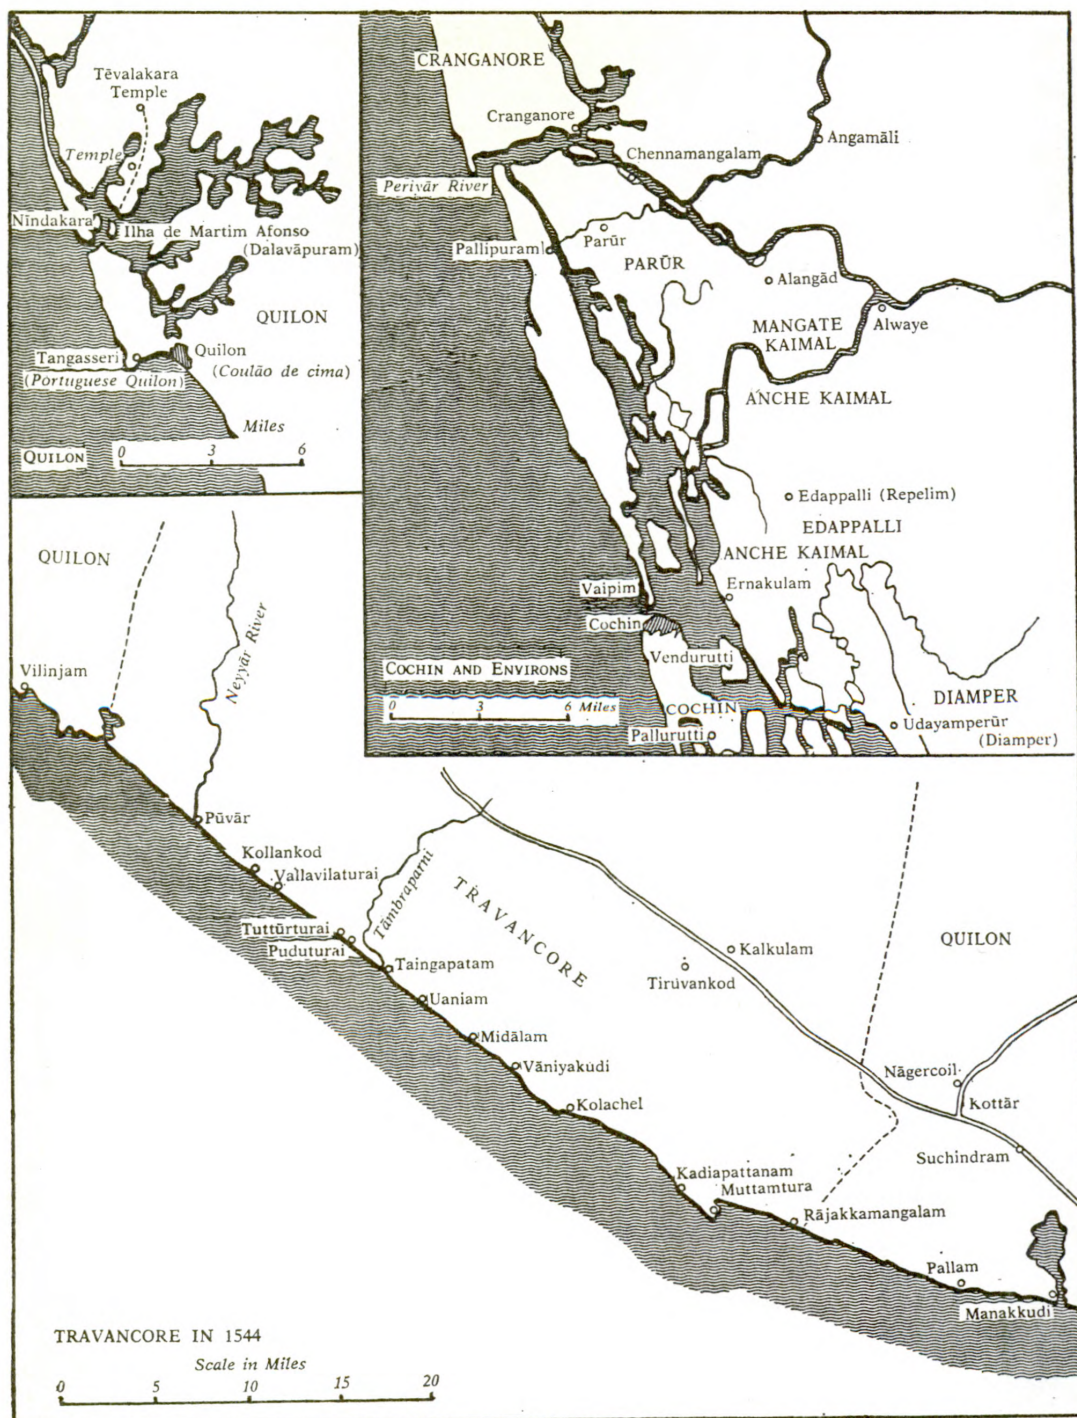 Tēvalakara
Temple
Temple
Nīndakara
Ilha de Martim Afonso
(Dalavāpuram)
QUILON
Tangasseri
(Portuguese Quilon)
Quilon
(Coulão de cima)
Miles
0 3 6
QUILON
CRANGANORE
Cranganore
Chennamangalam
Angamāli
Periyār River
Pallipuram
Parūr
PARŪR
Alangād
MANGATE
KAIMAL
Alwaye
ANCHE KAIMAL
Edappalli (Repelim)
EDAPPALLI
ANCHE KAIMAL
Ernakulam
Vaipim
Cochin
Vendurutti
COCHIN AND ENVIRONS
0 3 6 Miles
COCHIN
Pallurutti
DIAMPER
Udayamperūr
(Diamper)
QUILON
Neyyār River
Vilinjam
Pūvār
Kollankod
Vallavilaturai
Tāmbraparni
Tuttūrturai
Puduturai
Taingapatam
TRAVANCORE
Kalkulam
Tiruvankod
QUILON
Uaniam
Midālam
Vāniyakudi
Kolachel
Nāgercoil
Kottār
Suchindram
Kadiapattanam
Muttamtura
Rājakkamangalam
Pallam
Manakkudi
TRAVANCORE IN 1544
Scale in Miles
0 5 10 15 20